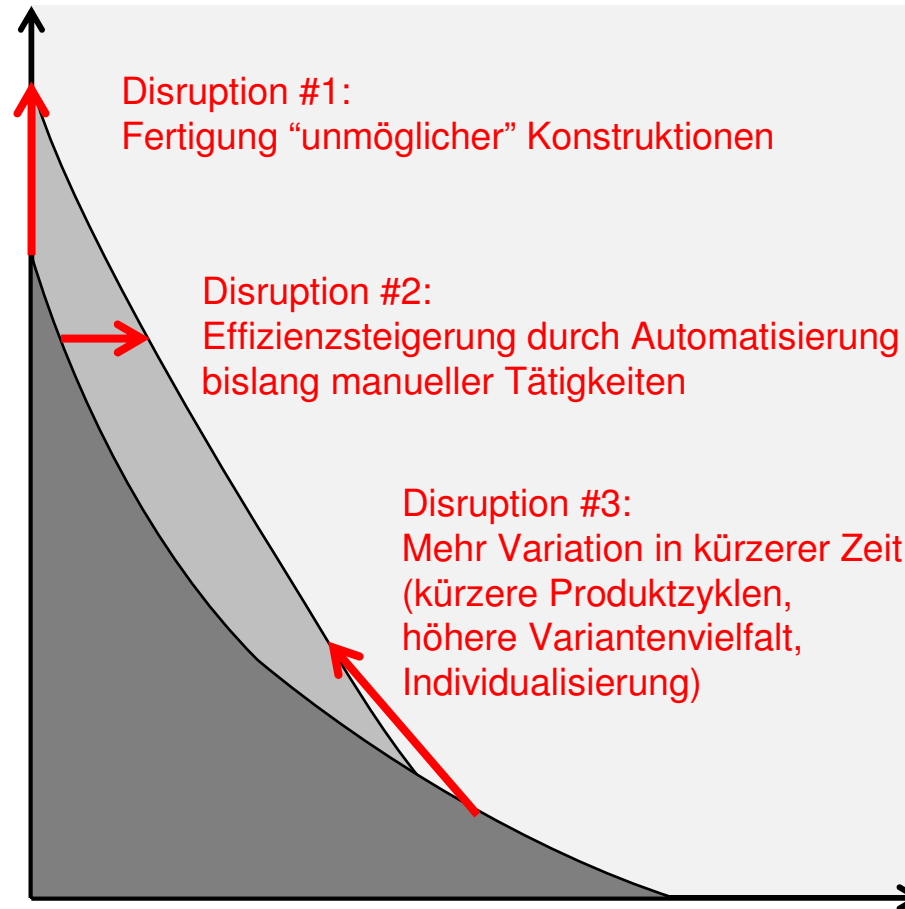 Disruption #1:
Fertigung “unmöglicher” Konstruktionen
Disruption #2:
Effizienzsteigerung durch Automatisierung
bislang manueller Tätigkeiten
Disruption #3:
Mehr Variation in kürzerer Zeit
(kürzere Produktzyklen,
höhere Variantenvielfalt,
Individualisierung)